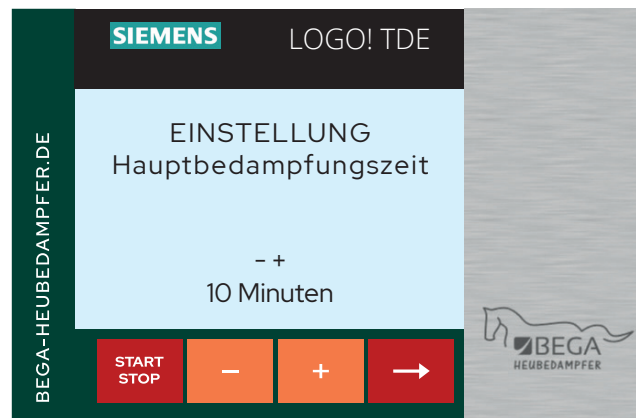 SIEMENS LOGO! TDE
BEGA-HEUBEDAMPFER.DE
EINSTELLUNG
Hauptbedampfungszeit
- +
10 Minuten
START
STOP
- + →
BEGA
HEUBEDAMPFER